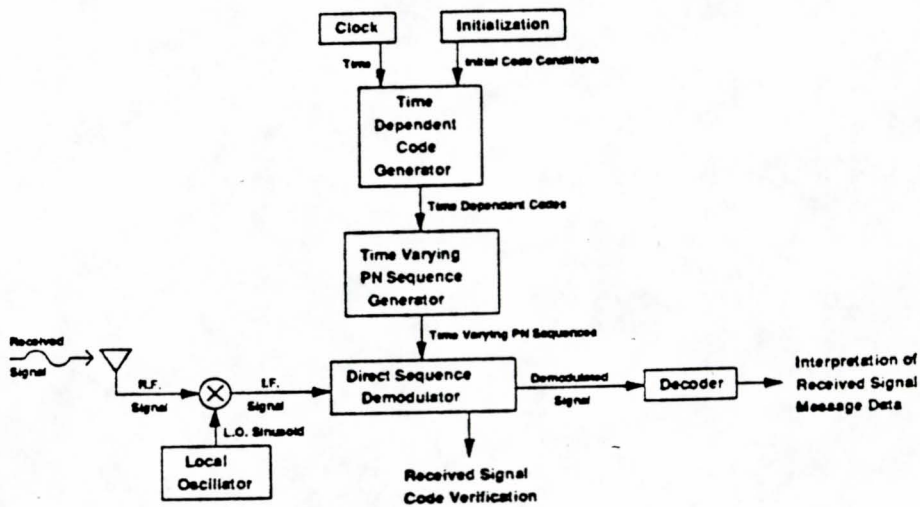 Clock
Initialization
Time
Initial Code Conditions
Time
Dependent
Code
Generator
Time Dependent Codes
Time Varying
PN Sequence
Generator
Time Varying PN Sequences
Received
Signal
R.F.
Signal
I.F.
Signal
Direct Sequence
Demodulator
Demodulated
Signal
Decoder
Interpretation of
Received Signal
Message Data
L.O. Sinusoid
Local
Oscillator
Received Signal
Code Verification